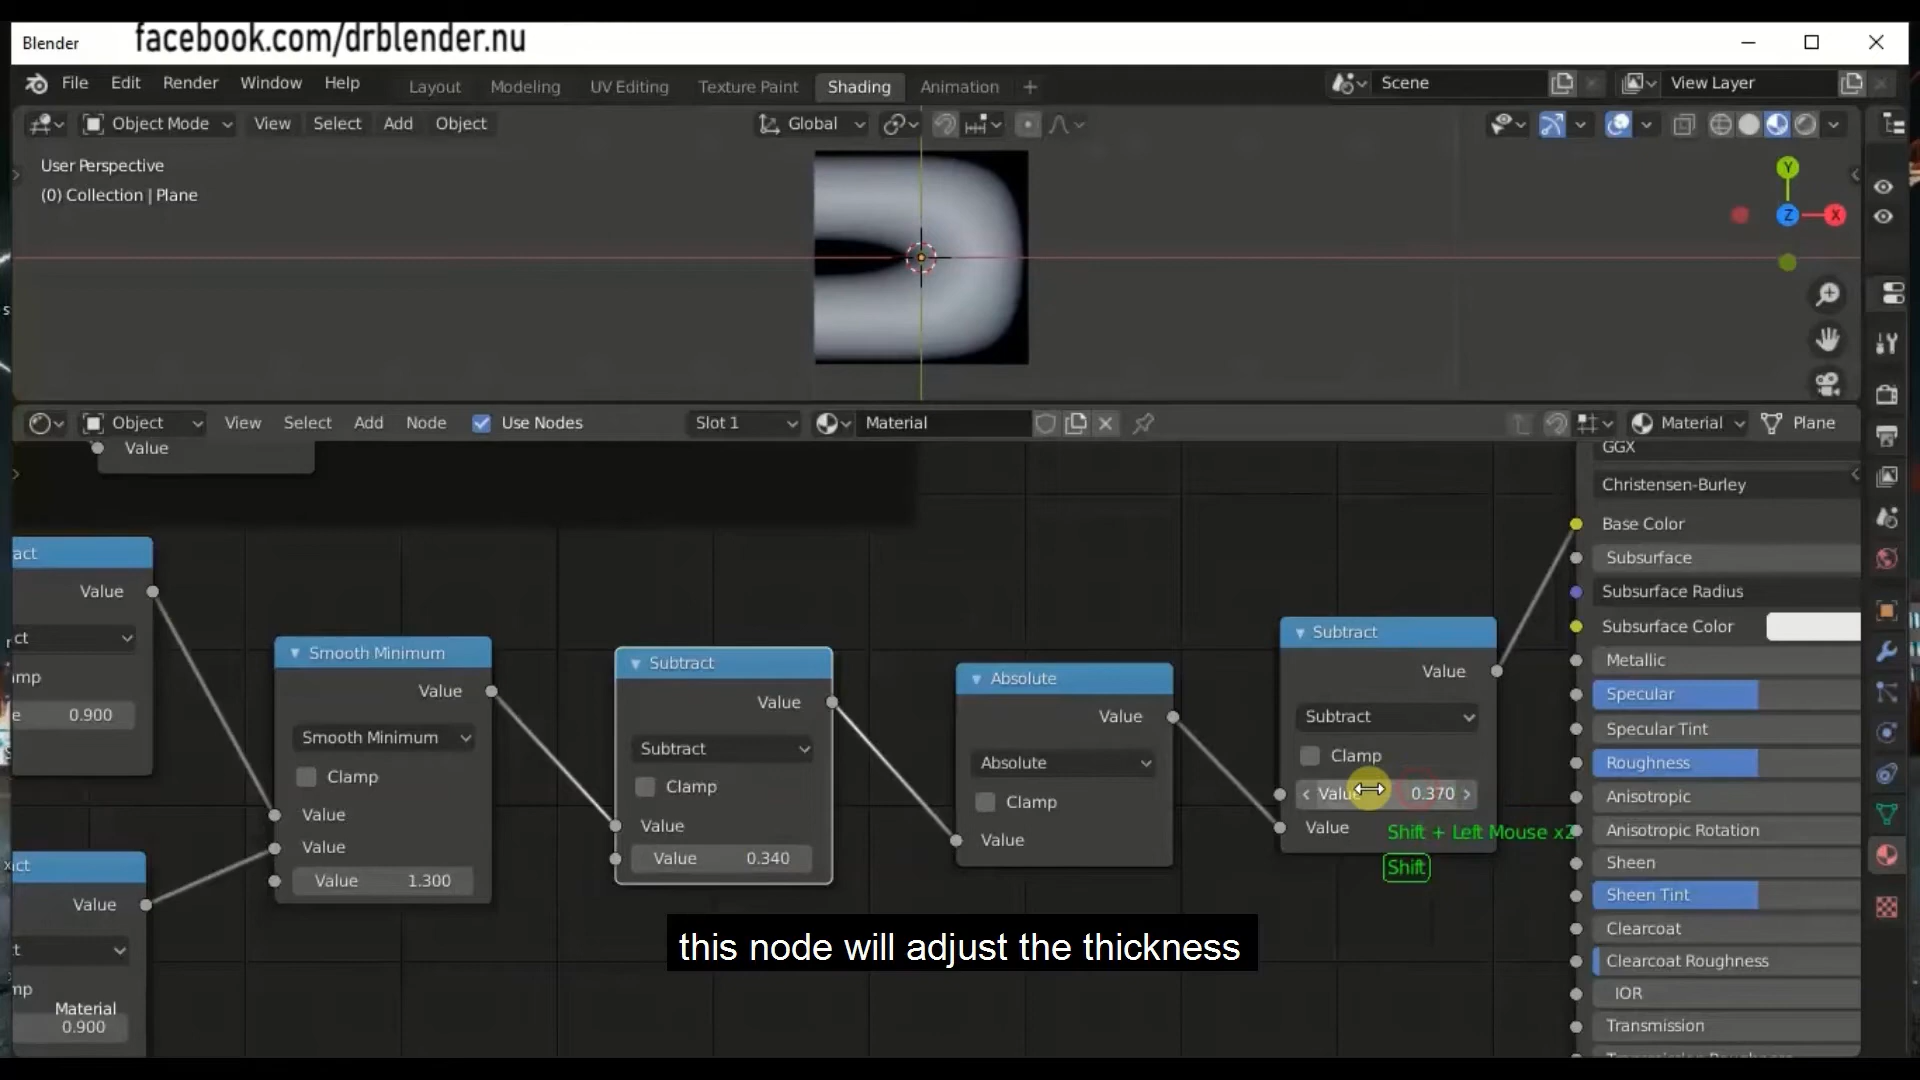 Blender
facebook.com/drblender.nu
File Edit Render Window Help
Layout Modeling UV Editing Texture Paint Shading Animation +
Scene
View Layer
Object Mode View Select Add Object
Global
User Perspective
(0) Collection | Plane
Y
Z
X
Object View Select Add Node Use Nodes
Slot 1
Material
Material
Plane
Value
GGX
Christensen-Burley
Base Color
Subsurface
Subsurface Radius
Subsurface Color
Metallic
Specular
Specular Tint
Roughness
Anisotropic
Anisotropic Rotation
Sheen
Sheen Tint
Clearcoat
Clearcoat Roughness
IOR
Transmission
act
Value
ct
mp
e 0.900
Value
t
mp
0.900
Material
Smooth Minimum
Value
Smooth Minimum
Clamp
Value
Value
Value 1.300
Subtract
Value
Subtract
Clamp
Value
Value 0.340
Absolute
Value
Absolute
Clamp
Value
Subtract
Value
Subtract
Clamp
Value 0.370
Value
Shift + Left Mouse x2
Shift
this node will adjust the thickness